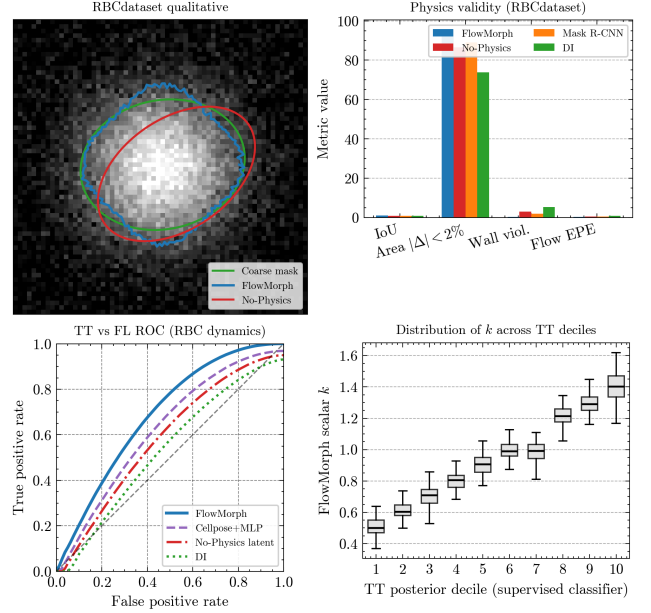 RBCdataset qualitative
Coarse mask
FlowMorph
No-Physics
Physics validity (RBCdataset)
FlowMorph
No-Physics
Mask R-CNN
DI
Metric value
100
80
60
40
20
0
IoU
Area |Δ| < 2%
Wall viol.
Flow EPE
TT vs FL ROC (RBC dynamics)
True positive rate
1.0
0.8
0.6
0.4
0.2
0.0
FlowMorph
Cellpose+MLP
No-Physics latent
DI
0.0 0.2 0.4 0.6 0.8 1.0
False positive rate
Distribution of k across TT deciles
FlowMorph scalar k
1.6
1.4
1.2
1.0
0.8
0.6
0.4
1 2 3 4 5 6 7 8 9 10
TT posterior decile (supervised classifier)